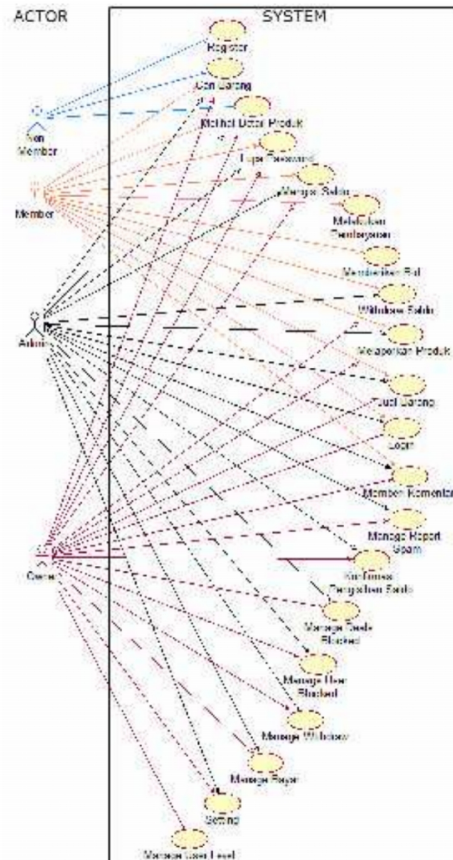 ACTOR
SYSTEM
Register
Cari Barang
Non
Member
Melihat Detail Produk
Lupa Password
Mengisi Saldo
Member
Melakukan
Pembayaran
Memberikan Bid
Withdraw Saldo
Admin
Melaporkan Produk
Jual Barang
Login
Memberi Komentar
Manage Report
Spam
Owner
Konfirmasi
Pengisian Saldo
Manage Deals
Blocked
Manage User
Blocked
Manage Withdraw
Manage Bayar
Setting
Manage User Level